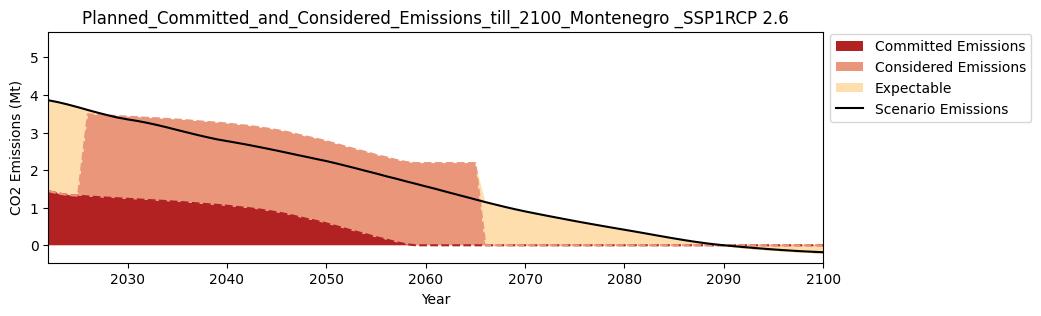 Planned_Committed_and_Considered_Emissions_till_2100_Montenegro _SSP1RCP 2.6
CO2 Emissions (Mt)
5
4
3
2
1
0
2030 2040 2050 2060 2070 2080 2090 2100
Year
Committed Emissions
Considered Emissions
Expectable
Scenario Emissions